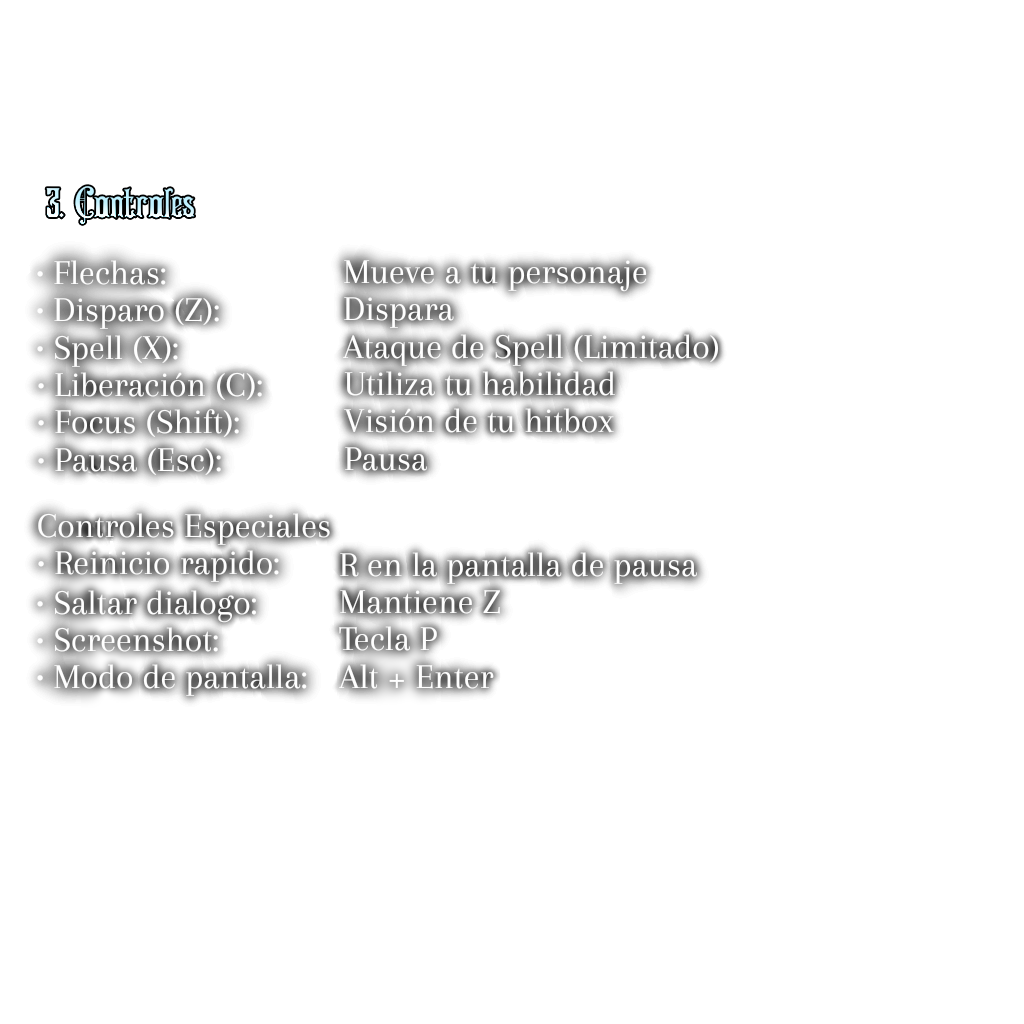 3. Controles
· Flechas: Mueve a tu personaje
· Disparo (Z): Dispara
· Spell (X): Ataque de Spell (Limitado)
· Liberación (C): Utiliza tu habilidad
· Focus (Shift): Visión de tu hitbox
· Pausa (Esc): Pausa
Controles Especiales
· Reinicio rapido: R en la pantalla de pausa
· Saltar dialogo: Mantiene Z
· Screenshot: Tecla P
· Modo de pantalla: Alt + Enter